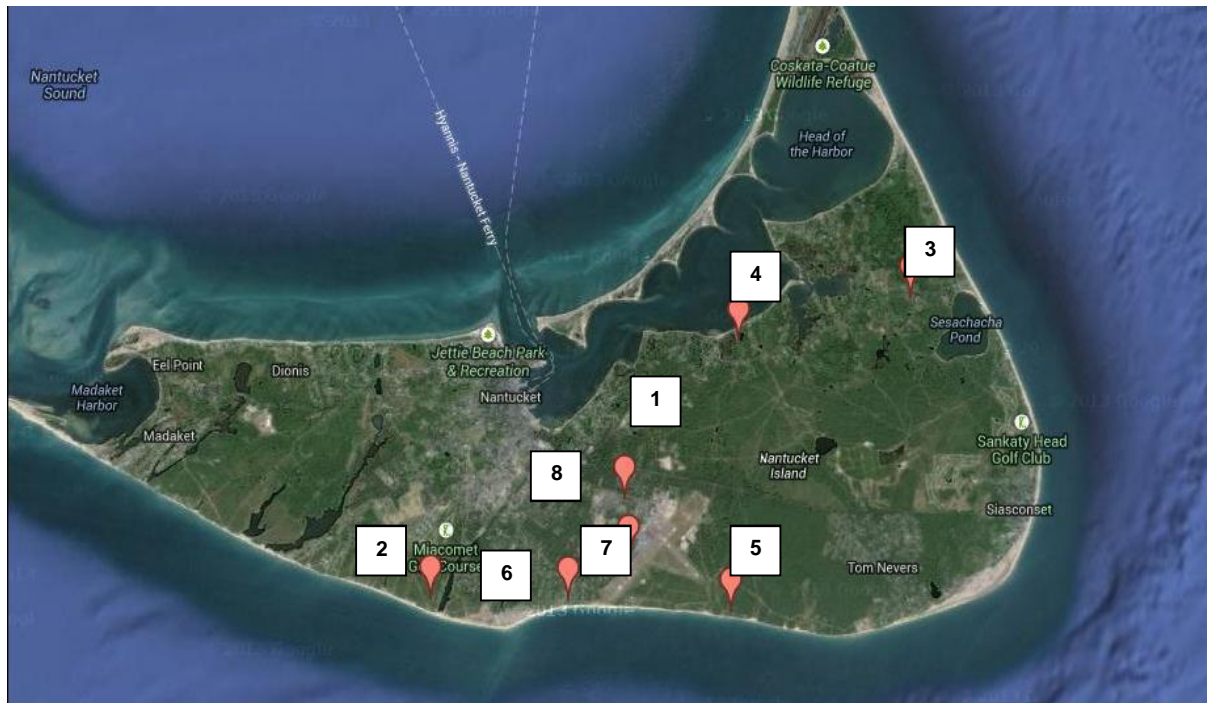 Coskata-Coatue
Wildlife Refuge
Nantucket
Sound
Head of
the Harbor
Hyannis - Nantucket Ferry
3
4
Sesachacha
Pond
Jettie Beach Park
& Recreation
Eel Point
Dionis
Madaket
Harbor
Nantucket
1
Madaket
Sankaty Head
Golf Club
Nantucket
Island
8
Siasconset
2
Miacomet
Course
6
7
5
Tom Nevers